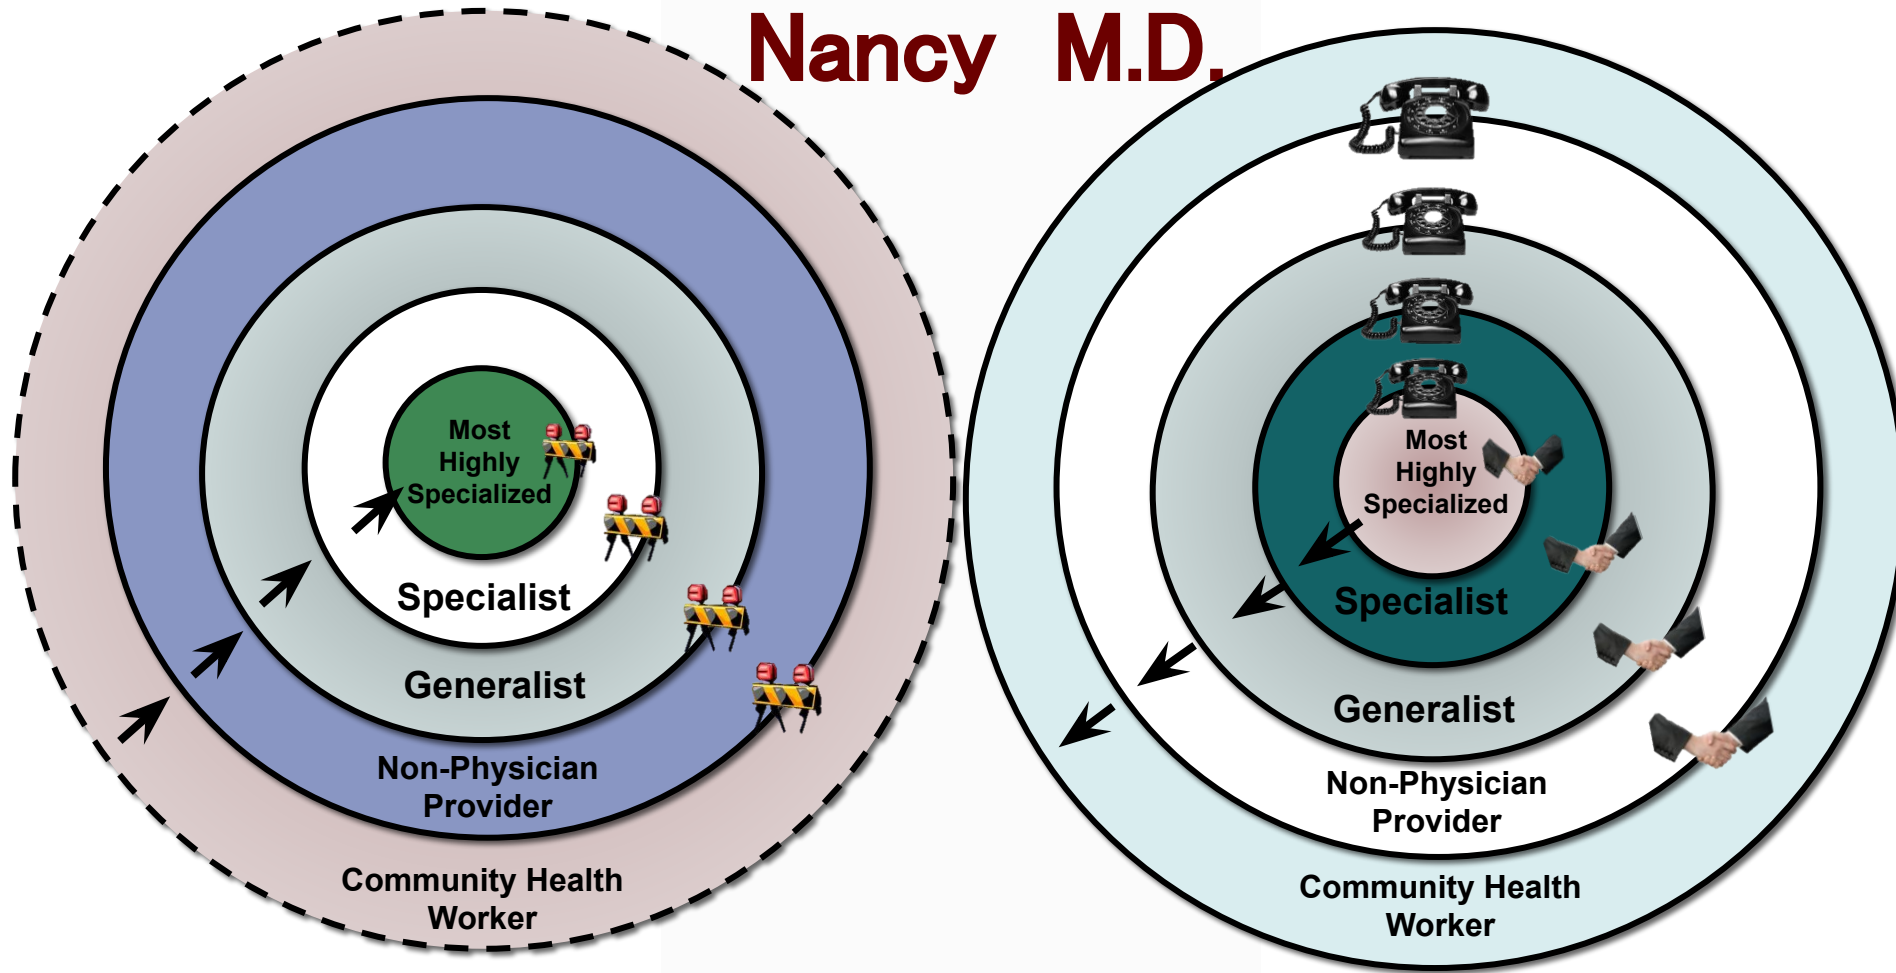 Nancy M.D.
Most
Highly
Specialized
Specialist
Generalist
Non-Physician
Provider
Community Health
Worker
Most
Highly
Specialized
Specialist
Generalist
Non-Physician
Provider
Community Health
Worker